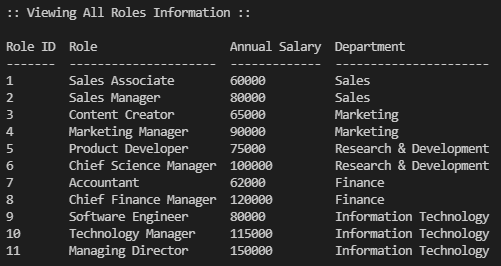 :: Viewing All Roles Information ::
Role ID  Role                   Annual Salary  Department
-------  ---------------------  -------------  ----------------------
1        Sales Associate        60000          Sales
2        Sales Manager          80000          Sales
3        Content Creator        65000          Marketing
4        Marketing Manager      90000          Marketing
5        Product Developer      75000          Research & Development
6        Chief Science Manager  100000         Research & Development
7        Accountant             62000          Finance
8        Chief Finance Manager  120000         Finance
9        Software Engineer      80000          Information Technology
10       Technology Manager     115000         Information Technology
11       Managing Director      150000         Information Technology